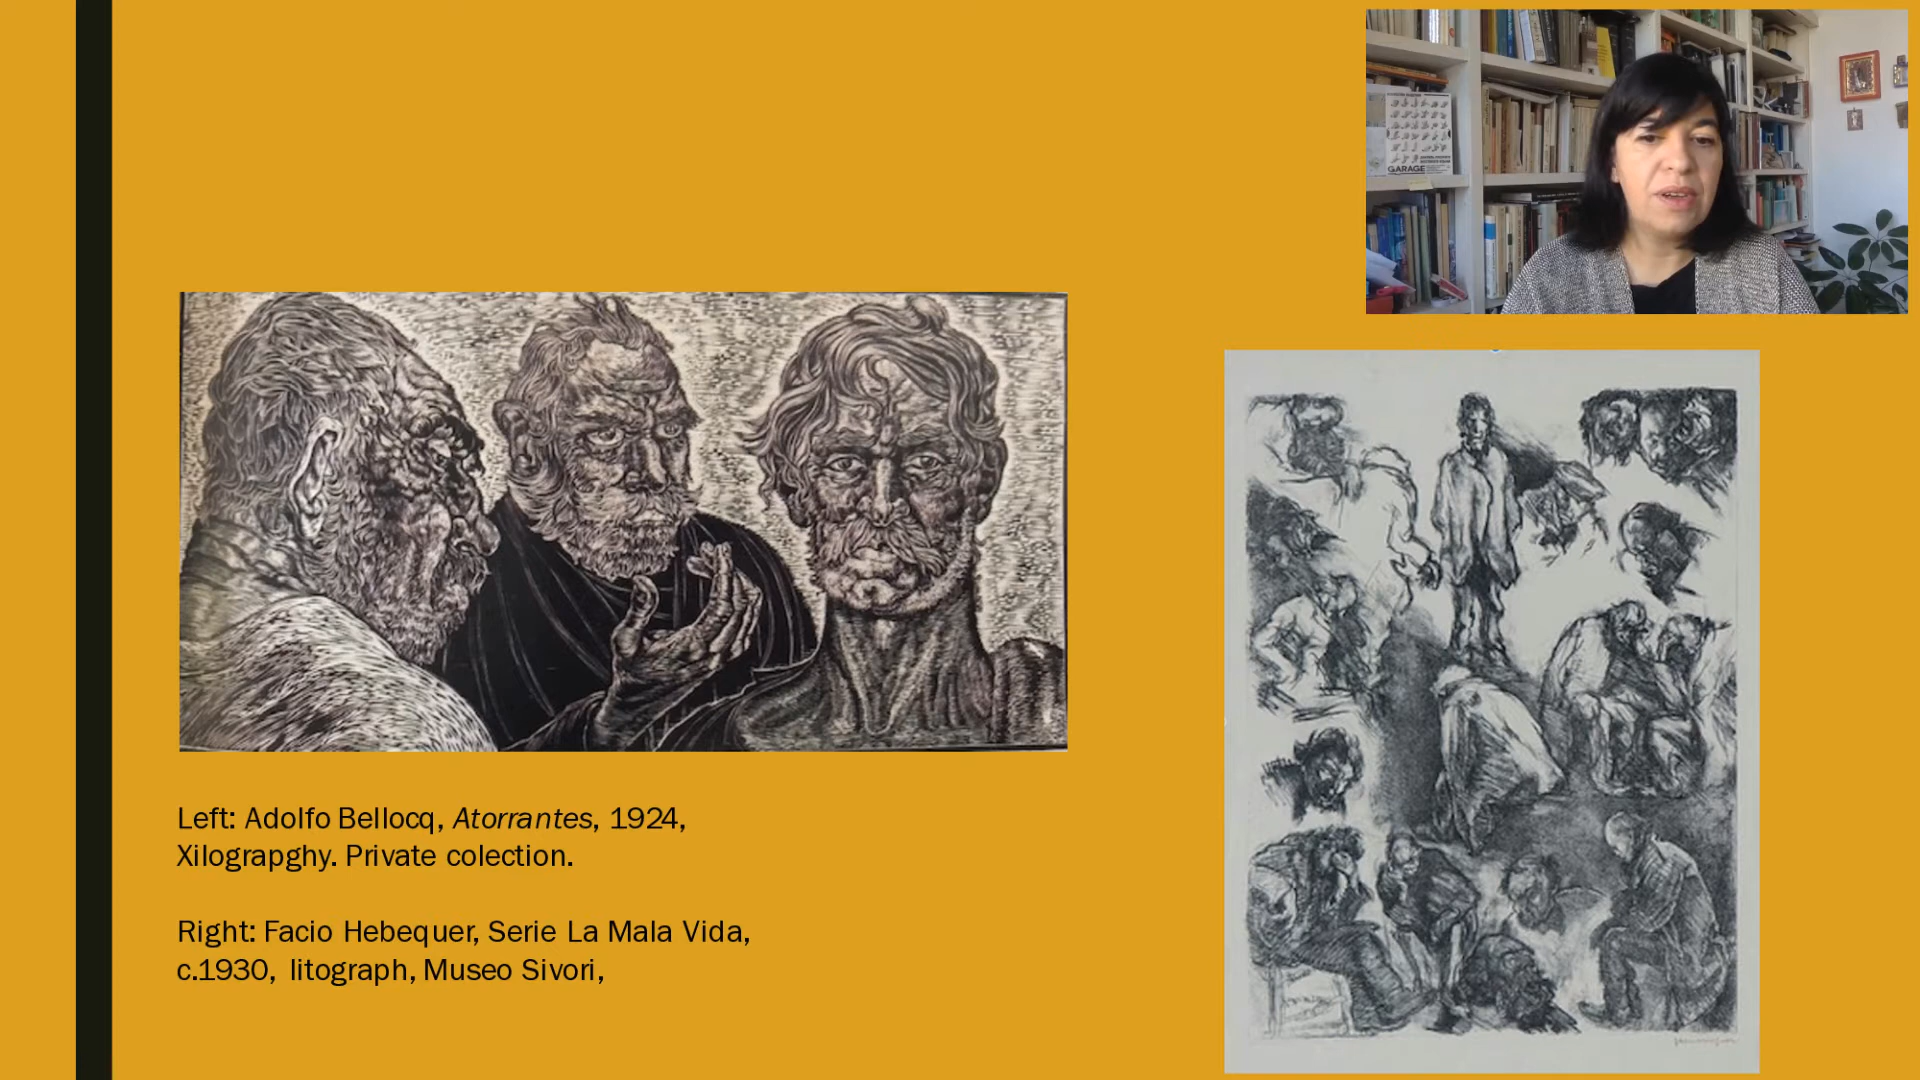 GARAGE
Left: Adolfo Bellocq, Atorrantes, 1924,
Xilograpghy. Private colection.
Right: Facio Hebequer, Serie La Mala Vida,
c.1930, litograph, Museo Sivori,